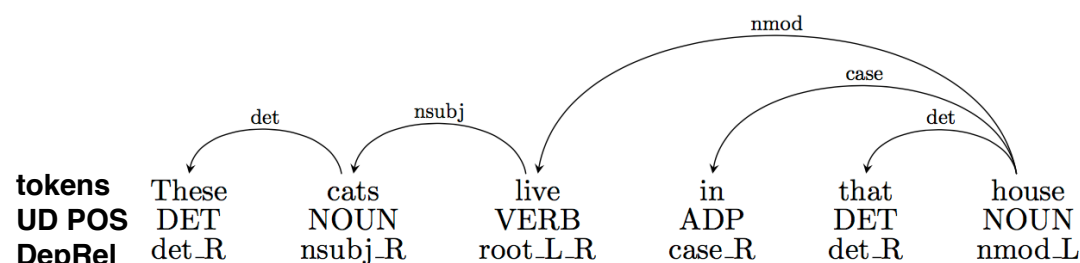 nmod
case
det nsubj det
tokens These cats live in that house
UD POS DET NOUN VERB ADP DET NOUN
DepRel det_R nsubj_R root_L_R case_R det_R nmod_L